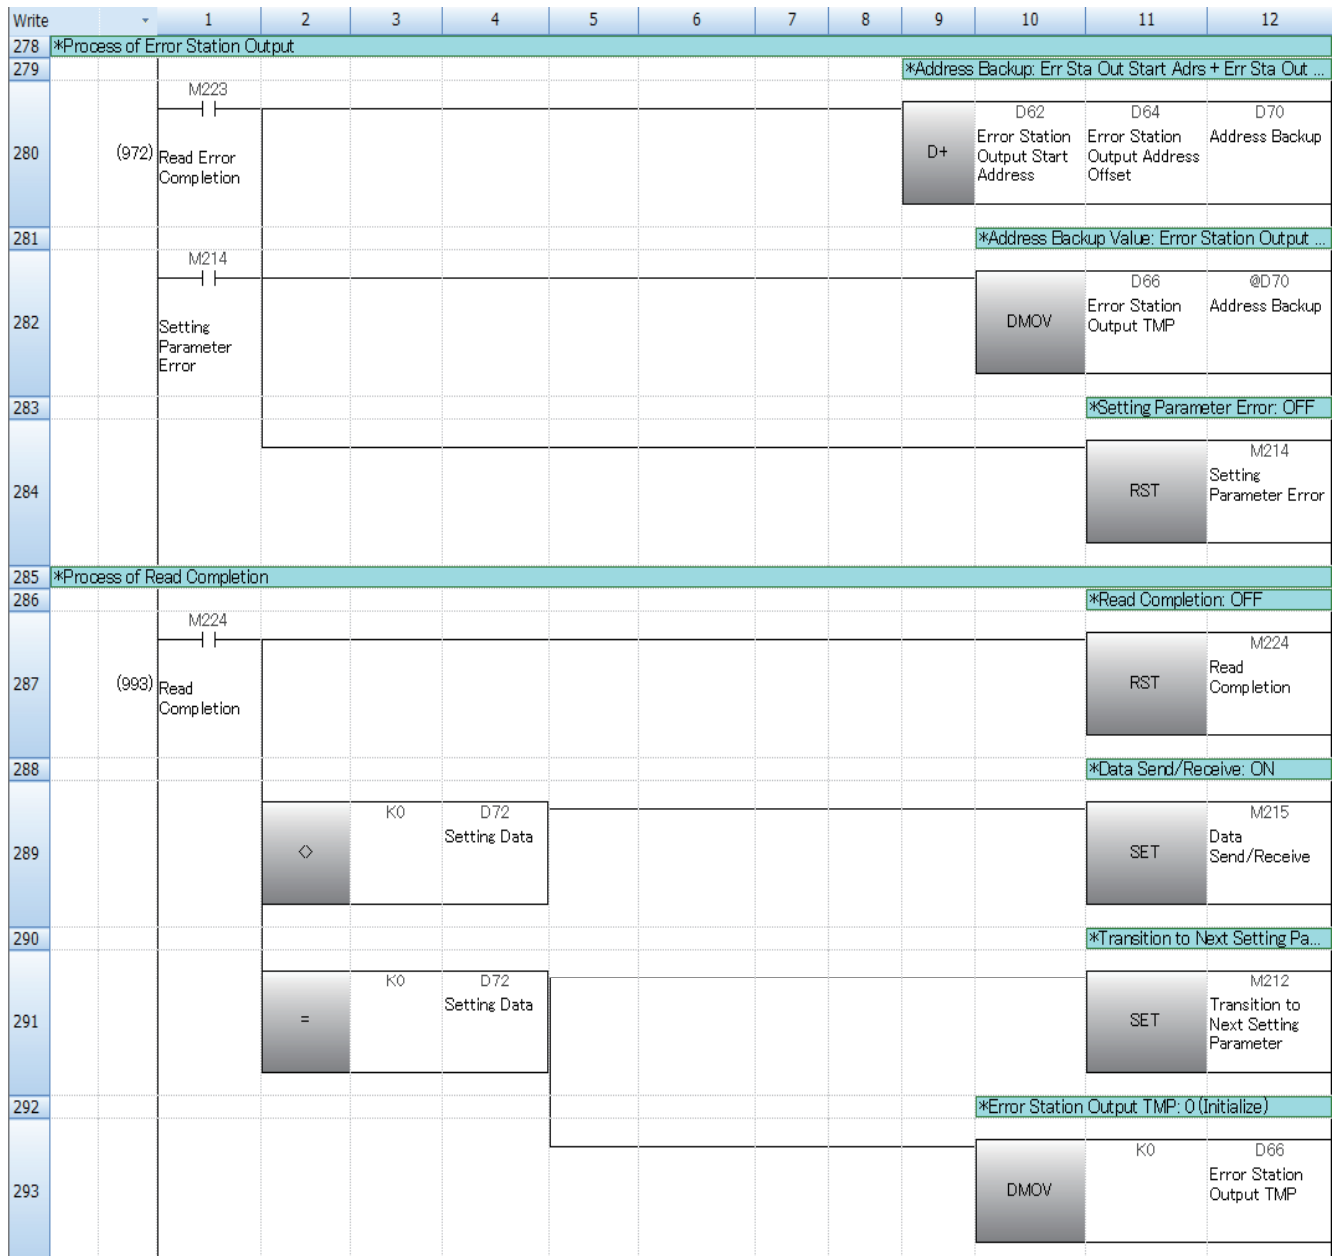 Write 1 2 3 4 5 6 7 8 9 10 11 12
278 *Process of Error Station Output
279 *Address Backup: Err Sta Out Start Adrs + Err Sta Out ...
M223
D62 D64 D70
280 (972) Read Error Completion D+ Error Station Output Start Address Error Station Output Address Offset Address Backup
281 *Address Backup Value: Error Station Output ...
M214
D66 @D70
282 Setting Parameter Error DMOV Error Station Output TMP Address Backup
283 *Setting Parameter Error: OFF
M214
284 RST Setting Parameter Error
285 *Process of Read Completion
286 *Read Completion: OFF
M224
M224
287 (993) Read Completion RST Read Completion
288 *Data Send/Receive: ON
K0 D72 M215
289 <> Setting Data SET Data Send/Receive
290 *Transition to Next Setting Pa...
K0 D72 M212
291 = Setting Data SET Transition to Next Setting Parameter
292 *Error Station Output TMP: 0 (Initialize)
K0 D66
293 DMOV Error Station Output TMP